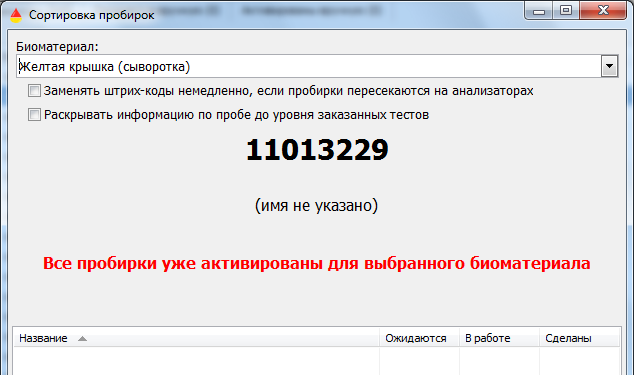 Сортировка пробирок
Биоматериал:
Желтая крышка (сыворотка)
Заменять штрих-коды немедленно, если пробирки пересекаются на анализаторах
Раскрывать информацию по пробе до уровня заказанных тестов
11013229
(имя не указано)
Все пробирки уже активированы для выбранного биоматериала
Название Ожидаются В работе Сделаны